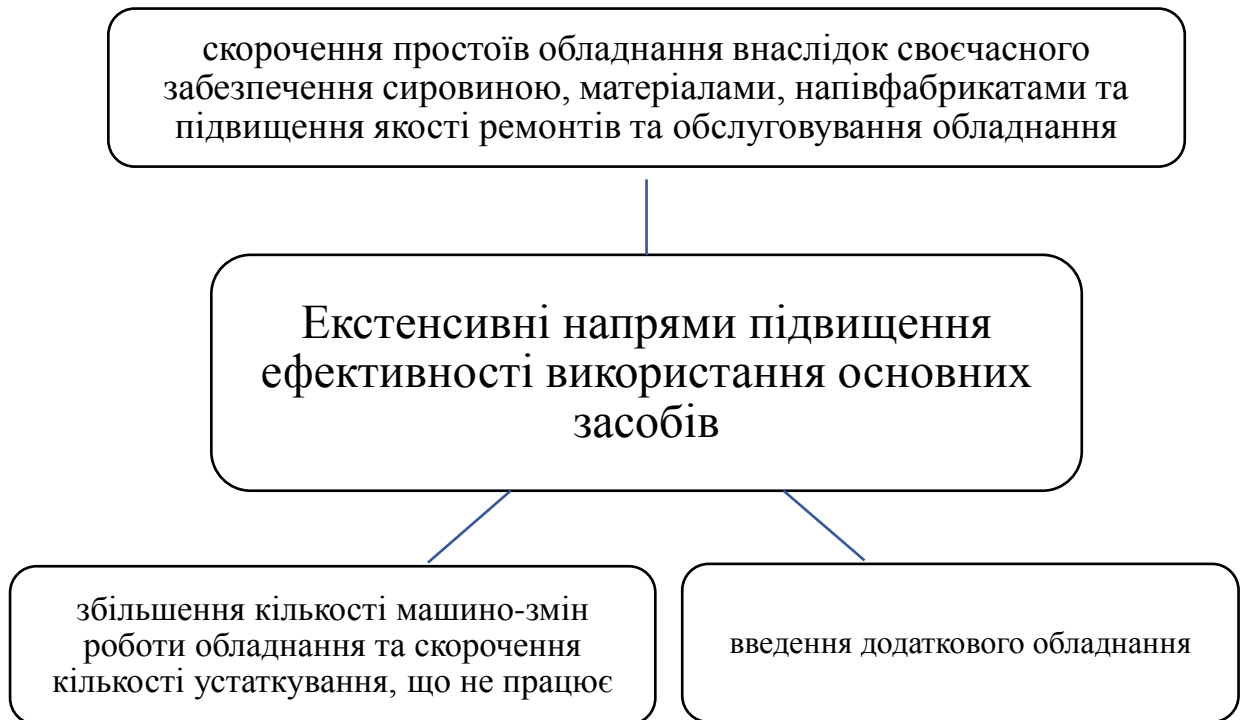 скорочення простоїв обладнання внаслідок своєчасного
забезпечення сировиною, матеріалами, напівфабрикатами та
підвищення якості ремонтів та обслуговування обладнання
Екстенсивні напрями підвищення
ефективності використання основних
засобів
збільшення кількості машино-змін
роботи обладнання та скорочення
кількості устаткування, що не працює
введення додаткового обладнання